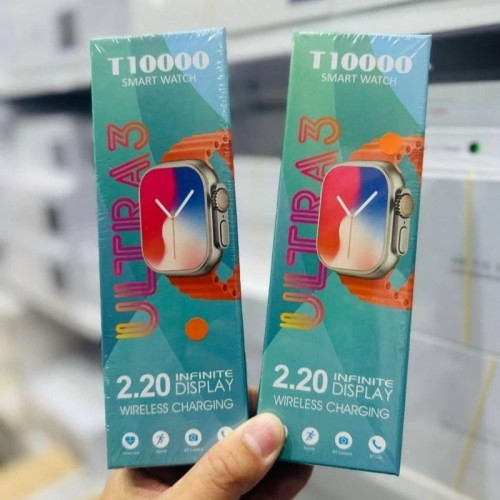 T10000
SMART WATCH
ULTRA3
2.20 INFINITE DISPLAY
WIRELESS CHARGING
T10000
SMART WATCH
ULTRA3
2.20 INFINITE DISPLAY
WIRELESS CHARGING